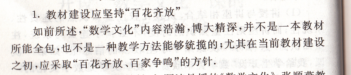 1. 教材建设应坚持“百花齐放”
如前所述,“数学文化”内容浩瀚,博大精深,并不是一本教材
所能全包,也不是一种教学方法能够统揽的;尤其在当前教材建设
之初,应采取“百花齐放、百家争鸣”的方针.